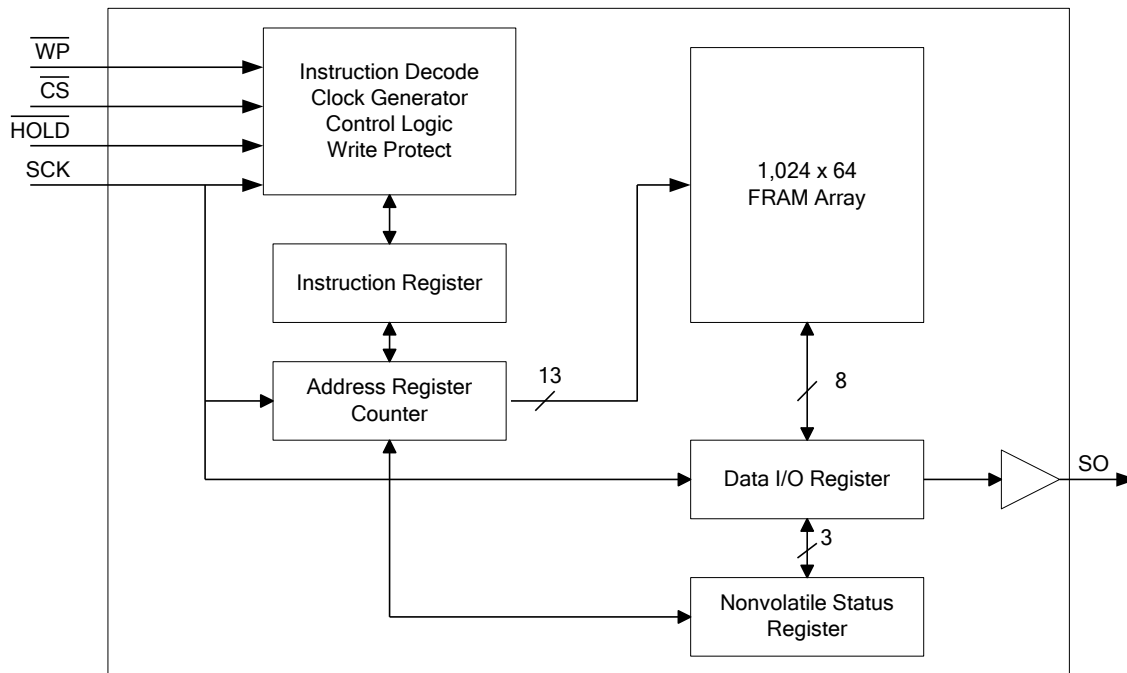 WP
CS
HOLD
SCK
Instruction Decode
Clock Generator
Control Logic
Write Protect
1,024 x 64
FRAM Array
Instruction Register
Address Register
Counter
13
8
Data I/O Register
SO
3
Nonvolatile Status
Register